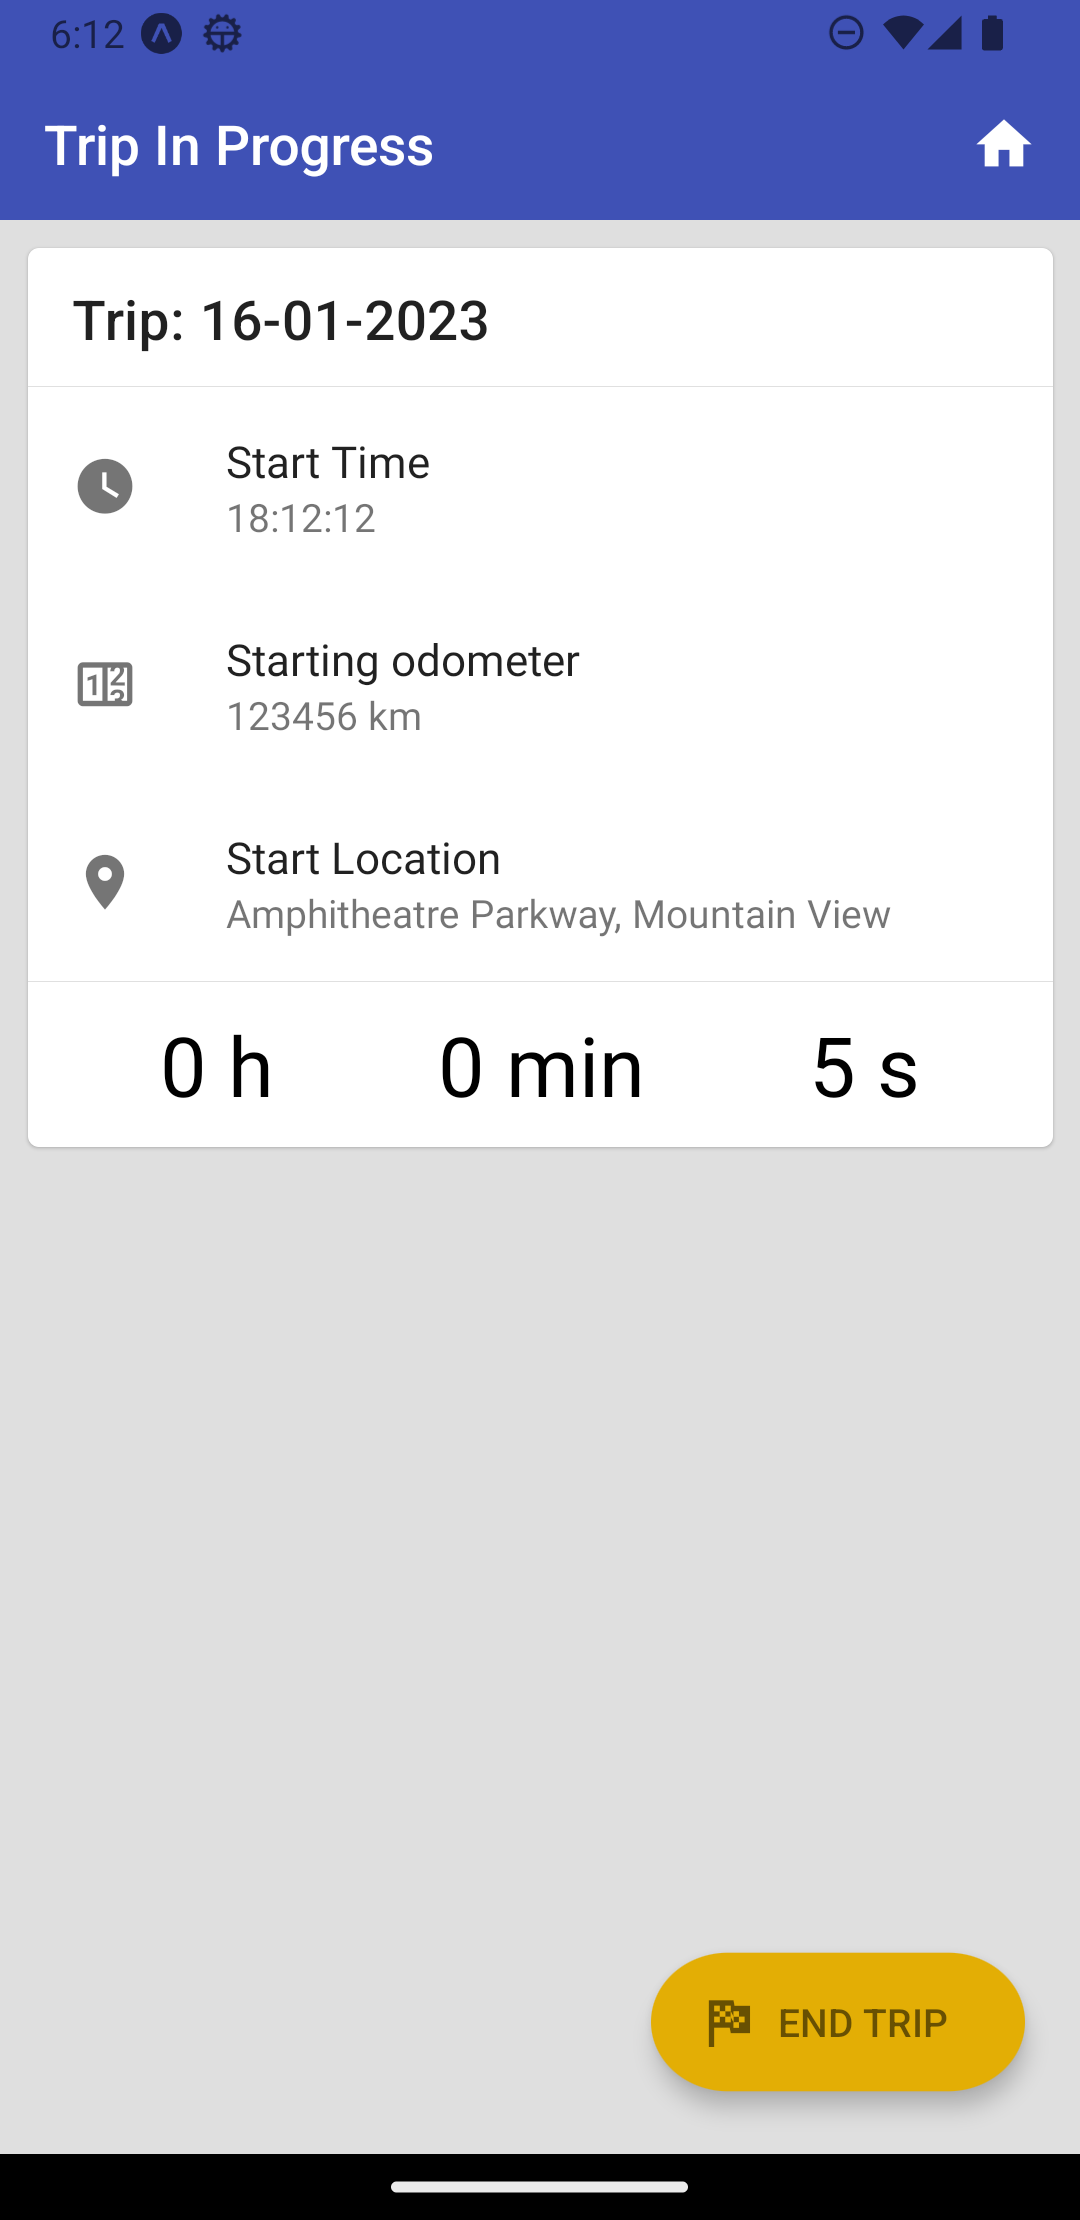 6:12
Trip In Progress
Trip: 16-01-2023
Start Time
18:12:12
Starting odometer
123456 km
Start Location
Amphitheatre Parkway, Mountain View
0 h 0 min 5 s
END TRIP